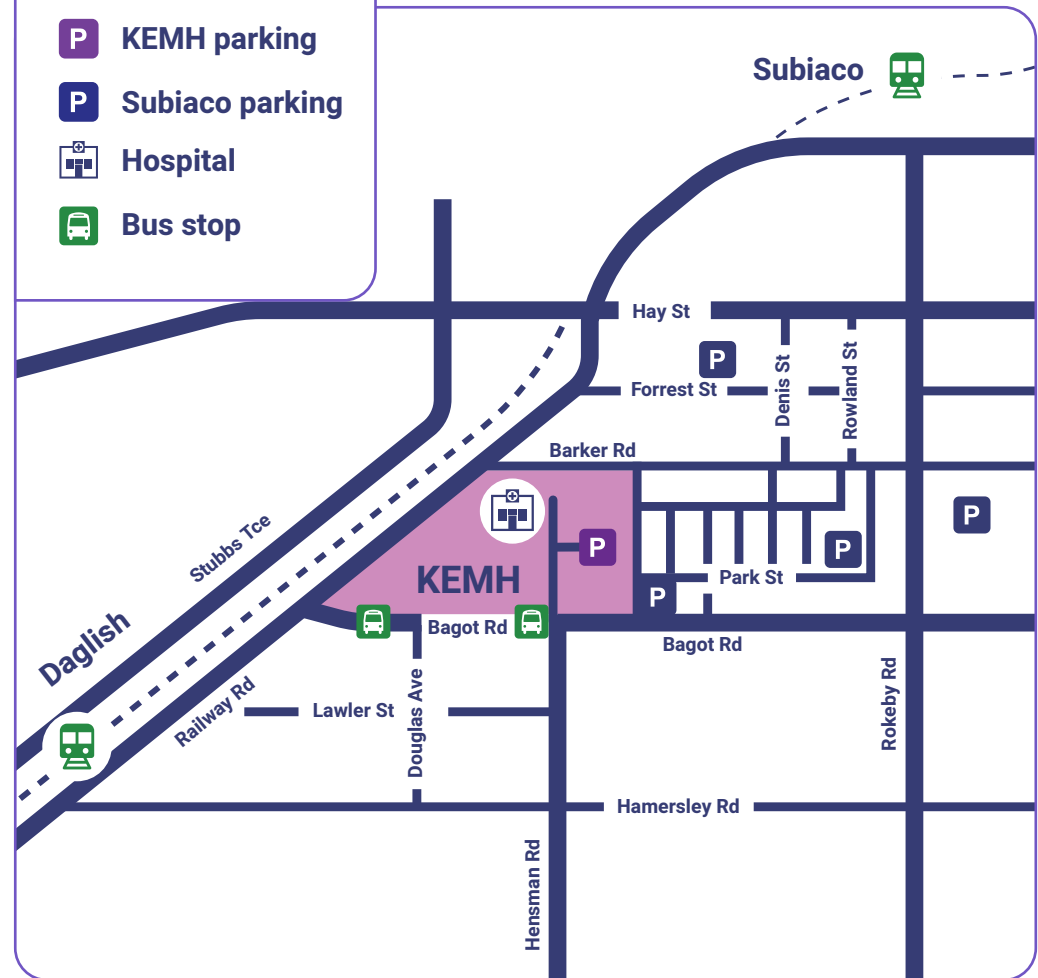 P KEMH parking
P Subiaco parking
Hospital
Bus stop
Subiaco
Hay St
P
Forrest St
Denis St
Rowland St
Barker Rd
P
P
P
KEMH
Park St
P
Stubbs Tce
Bagot Rd
Bagot Rd
Daglish
Railway Rd
Lawler St
Douglas Ave
Rokeby Rd
Hamersley Rd
Hensman Rd